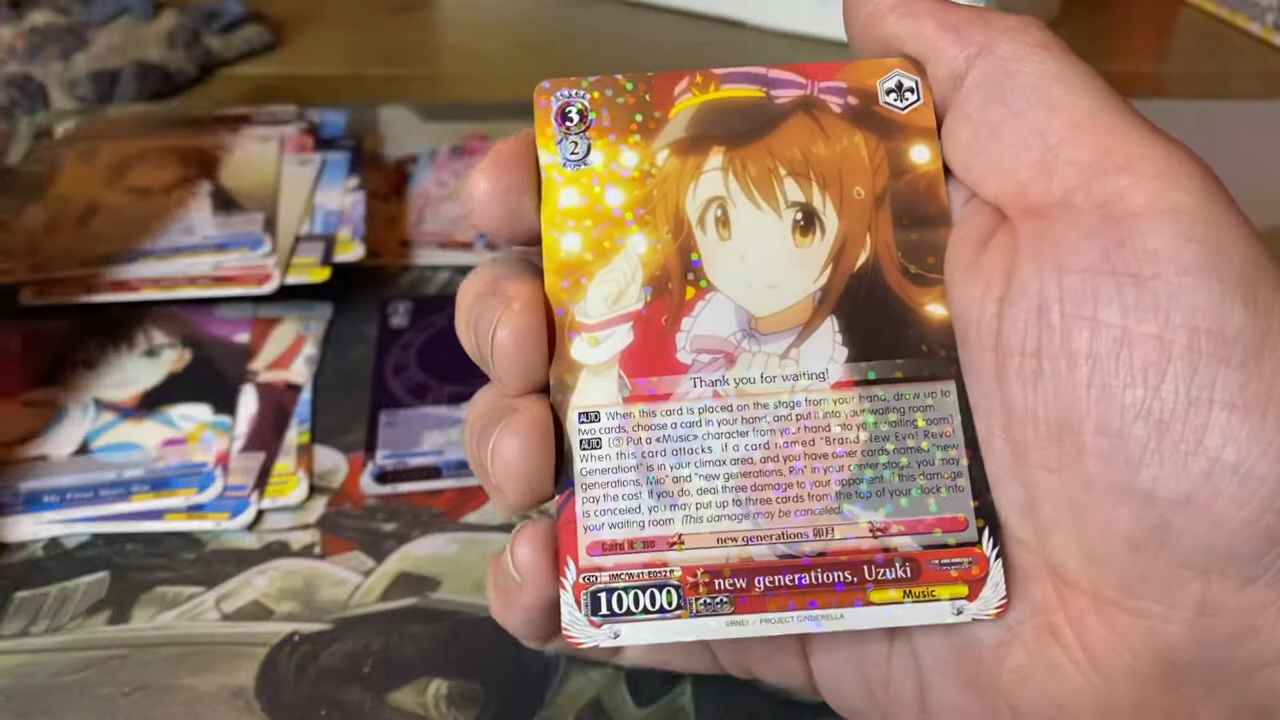 3
2
Thank you for waiting!
AUTO When this card is placed on the stage from your hand, draw up to
two cards, choose a card in your hand, and put it into your waiting room.
AUTO [③ Put a «Music» character from your hand into your waiting room]
When this card attacks, if a card named "Brand New Eva! Revo!
Generation!" is in your climax area, and you have other cards named "new
generations, Mio" and "new generations, Rin" in your center stage, you may
pay the cost. If you do, deal three damage to your opponent. If this damage
is canceled, you may put up to three cards from the top of your clock into
your waiting room (This damage may be canceled)
Card Name
new generations 卯月
CH IMC/W41-E052 R
new generations, Uzuki
10000
Music
©BNEI / PROJECT CINDERELLA